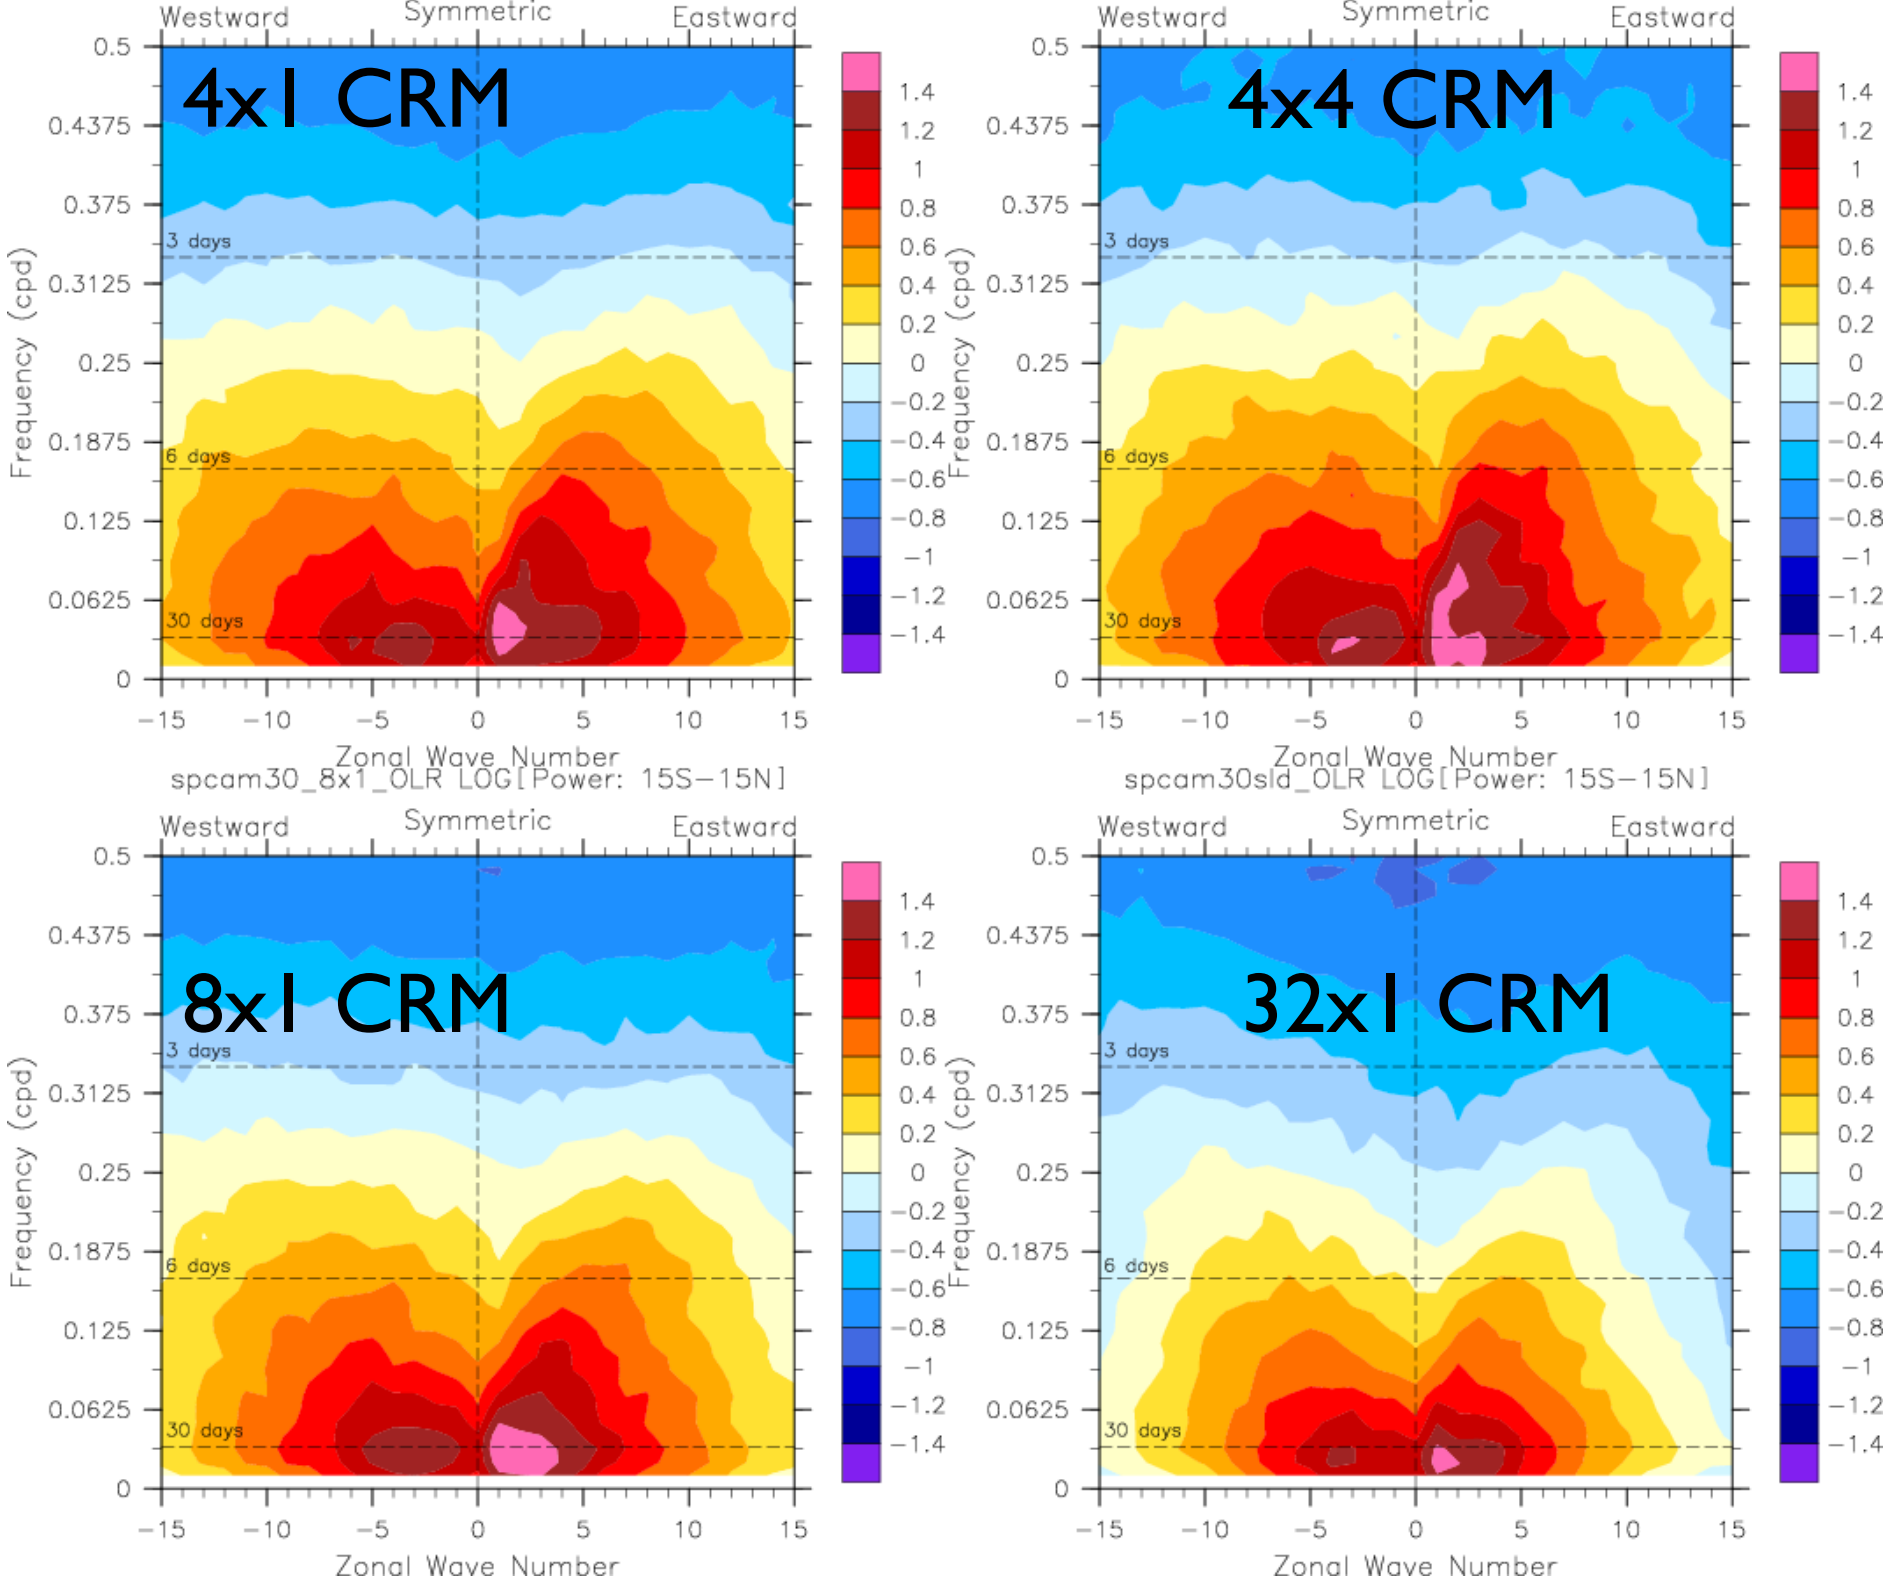 Westward Symmetric Eastward
4x1 CRM
0.5
0.4375
0.375
0.3125
0.25
0.1875
0.125
0.0625
0
Frequency (cpd)
3 days
6 days
30 days
-15 -10 -5 0 5 10 15
Zonal Wave Number
1.4
1.2
1
0.8
0.6
0.4
0.2
0
-0.2
-0.4
-0.6
-0.8
-1
-1.2
-1.4
Westward Symmetric Eastward
4x4 CRM
0.5
0.4375
0.375
0.3125
0.25
0.1875
0.125
0.0625
0
Frequency (cpd)
3 days
6 days
30 days
-15 -10 -5 0 5 10 15
Zonal Wave Number
1.4
1.2
1
0.8
0.6
0.4
0.2
0
-0.2
-0.4
-0.6
-0.8
-1
-1.2
-1.4
spcam30_8x1_OLR LOG[Power: 15S-15N]
Westward Symmetric Eastward
8x1 CRM
0.5
0.4375
0.375
0.3125
0.25
0.1875
0.125
0.0625
0
Frequency (cpd)
3 days
6 days
30 days
-15 -10 -5 0 5 10 15
Zonal Wave Number
1.4
1.2
1
0.8
0.6
0.4
0.2
0
-0.2
-0.4
-0.6
-0.8
-1
-1.2
-1.4
spcam30sld_OLR LOG[Power: 15S-15N]
Westward Symmetric Eastward
32x1 CRM
0.5
0.4375
0.375
0.3125
0.25
0.1875
0.125
0.0625
0
Frequency (cpd)
3 days
6 days
30 days
-15 -10 -5 0 5 10 15
Zonal Wave Number
1.4
1.2
1
0.8
0.6
0.4
0.2
0
-0.2
-0.4
-0.6
-0.8
-1
-1.2
-1.4